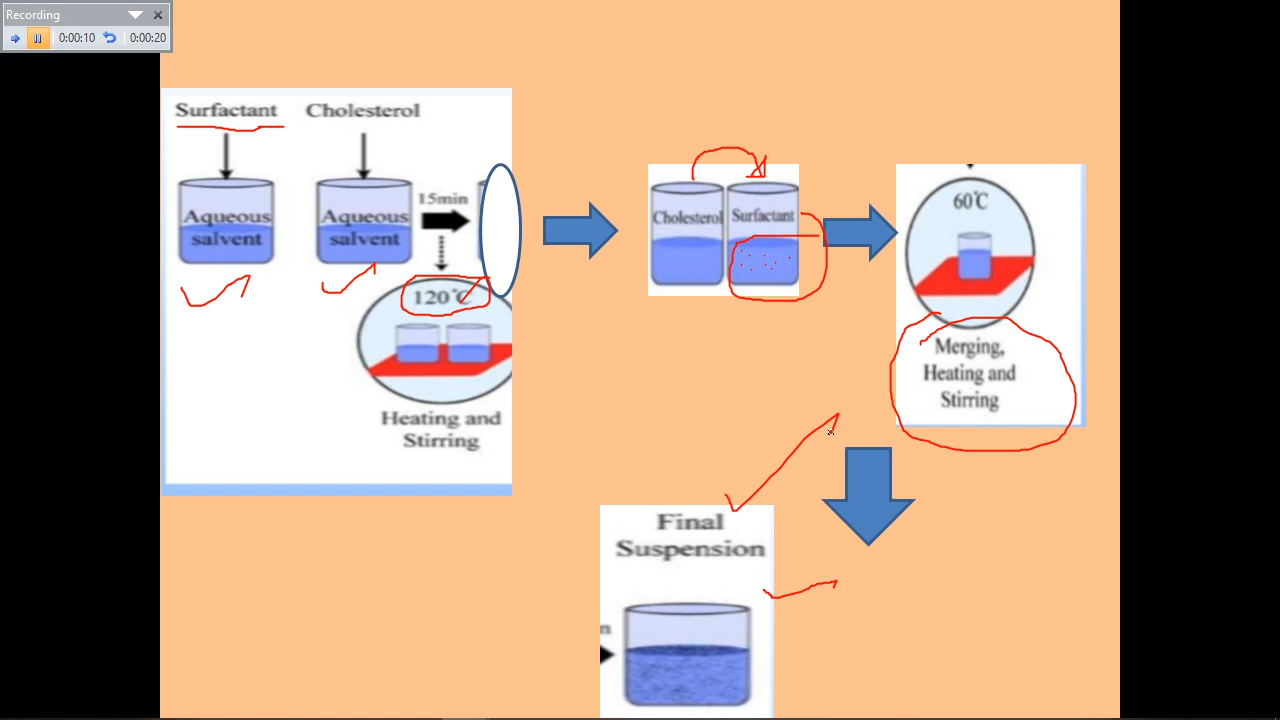 Recording
0:00:10
0:00:20
Surfactant
Cholesterol
Aqueous
salvent
Aqueous
salvent
15min
120℃
Heating and
Stirring
Cholesterol
Surfactant
60℃
Merging,
Heating and
Stirring
Final
Suspension
n